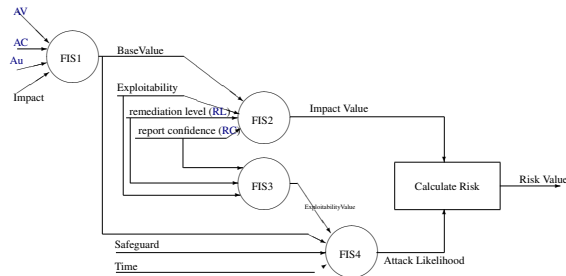 AV
AC
Au
Impact
FIS1
BaseValue
Exploitability
remediation level (RL)
report confidence (RC)
FIS2
Impact Value
FIS3
ExploitabilityValue
Calculate Risk
Risk Value
Safeguard
Time
FIS4
Attack Likelihood